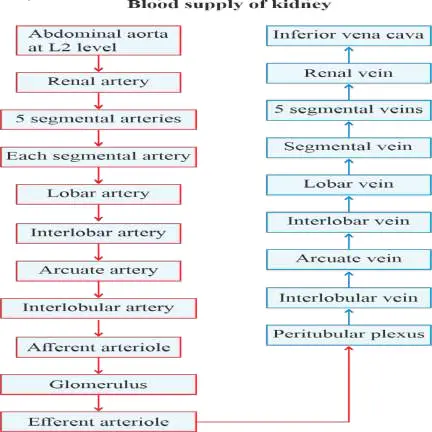 Blood supply of kidney
Abdominal aorta
at L2 level
Renal artery
5 segmental arteries
Each segmental artery
Lobar artery
Interlobar artery
Arcuate artery
Interlobular artery
Afferent arteriole
Glomerulus
Efferent arteriole
Inferior vena cava
Renal vein
5 segmental veins
Segmental vein
Lobar vein
Interlobar vein
Arcuate vein
Interlobular vein
Peritubular plexus